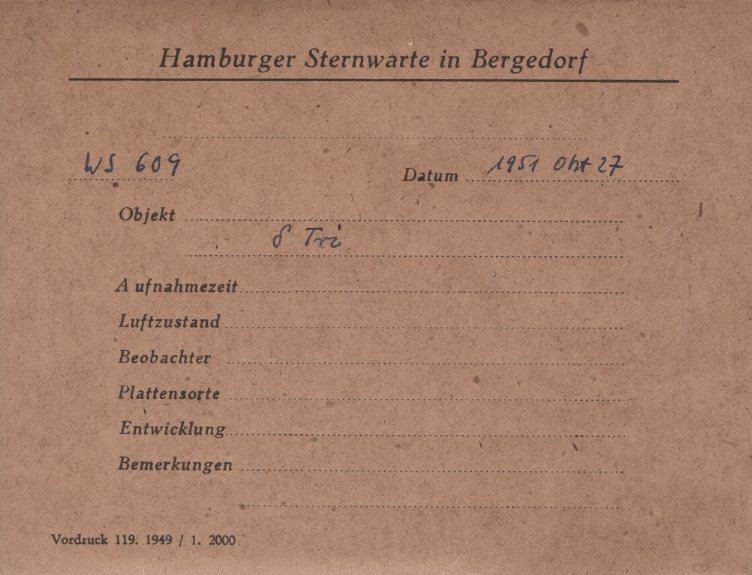 Hamburger Sternwarte in Bergedorf
WS 609 Datum 1951 Okt 27
Objekt
δ Tri
Aufnahmezeit
Luftzustand
Beobachter
Plattensorte
Entwicklung
Bemerkungen
Vordruck 119. 1949 / 1. 2000